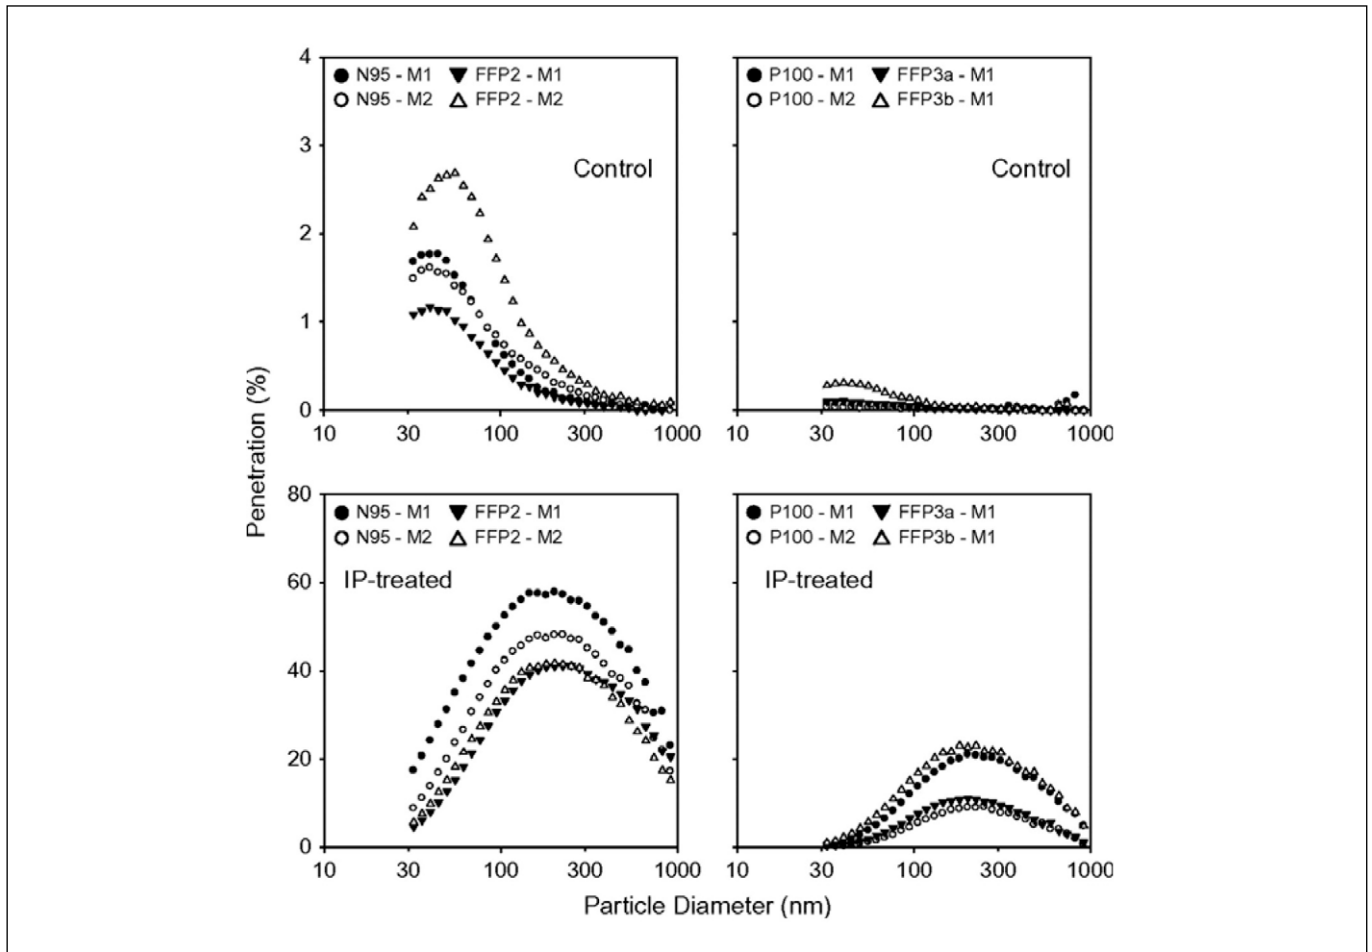 4
3
2
1
0
N95 - M1 FFP2 - M1
N95 - M2 FFP2 - M2
Control
10 30 100 300 1000
P100 - M1 FFP3a - M1
P100 - M2 FFP3b - M1
Control
10 30 100 300 1000
Penetration (%)
80
60
40
20
0
N95 - M1 FFP2 - M1
N95 - M2 FFP2 - M2
IP-treated
10 30 100 300 1000
P100 - M1 FFP3a - M1
P100 - M2 FFP3b - M1
IP-treated
10 30 100 300 1000
Particle Diameter (nm)